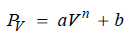 P_V = aV^n + b